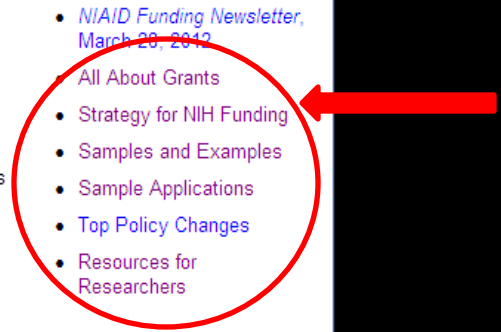 NIAID Funding Newsletter,
March 20, 2012
All About Grants
Strategy for NIH Funding
Samples and Examples
s
Sample Applications
Top Policy Changes
Resources for
Researchers